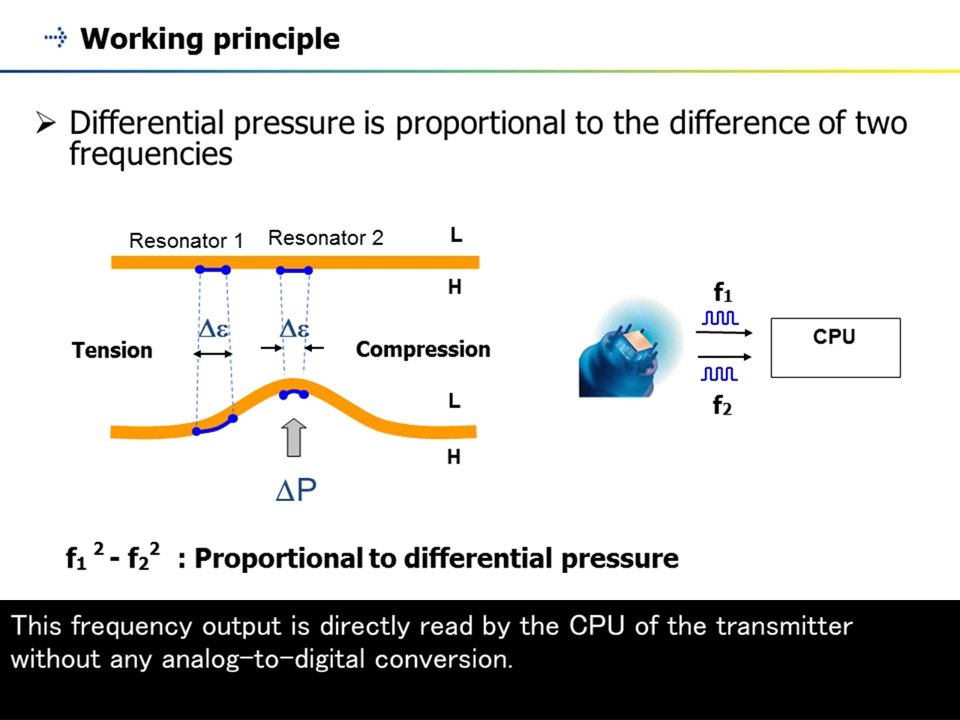 Working principle
Differential pressure is proportional to the difference of two
frequencies
Resonator 1
Resonator 2
L
H
Δε
Δε
Tension
Compression
L
H
ΔP
f₁
CPU
f₂
f₁² - f₂² : Proportional to differential pressure
This frequency output is directly read by the CPU of the transmitter
without any analog-to-digital conversion.